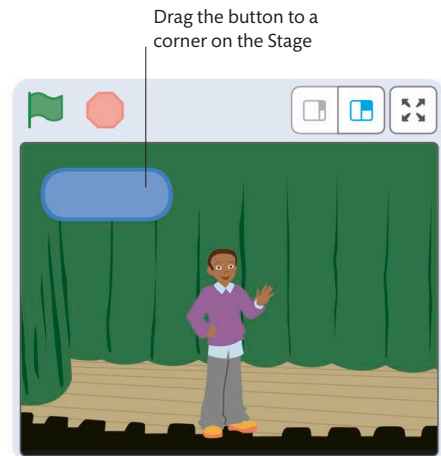 Drag the button to a
corner on the Stage